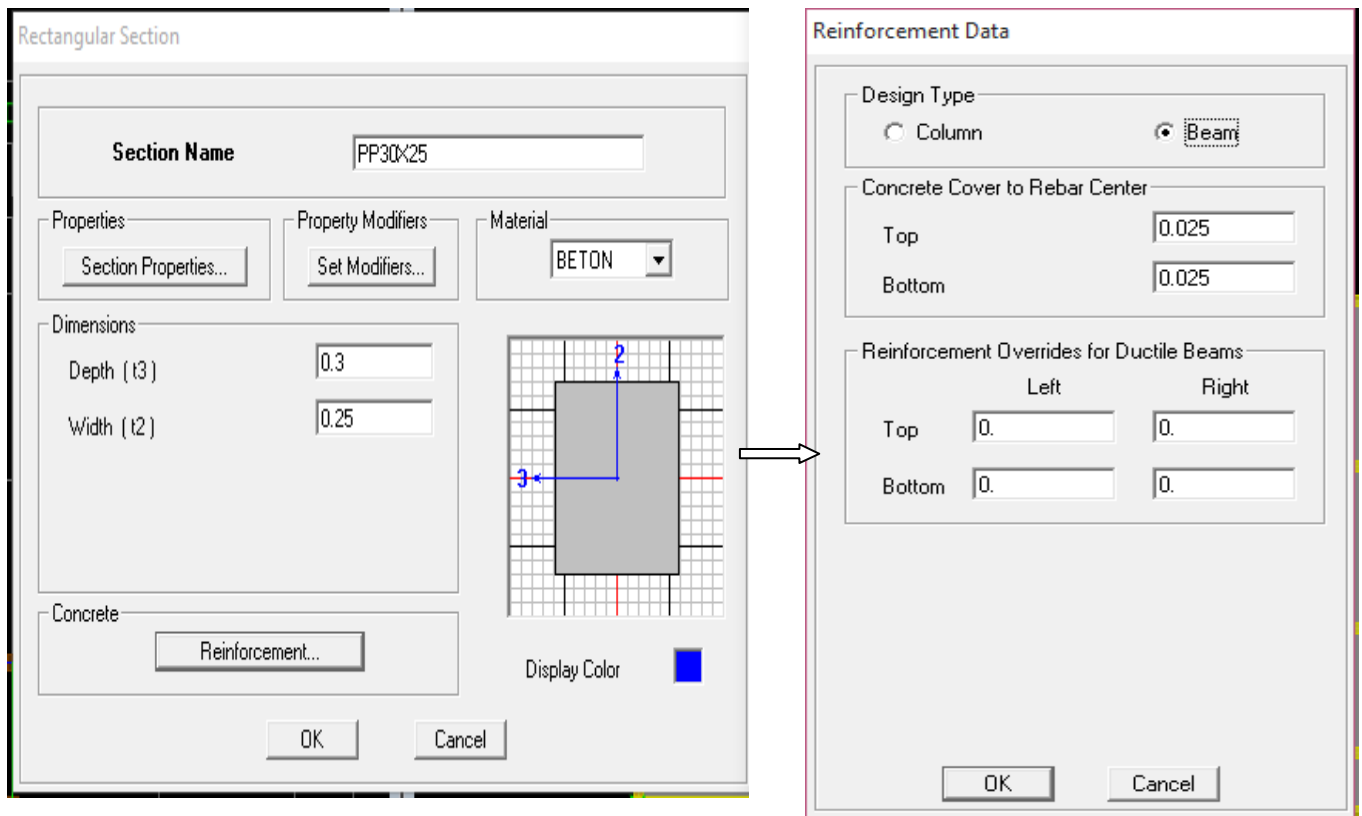 Rectangular Section
Section Name PP30X25
Properties
Section Properties...
Property Modifiers
Set Modifiers...
Material
BETON
Dimensions
Depth ( t3 ) 0.3
Width ( t2 ) 0.25
2
3
Concrete
Reinforcement...
Display Color
OK Cancel
Reinforcement Data
Design Type
Column Beam
Concrete Cover to Rebar Center
Top 0.025
Bottom 0.025
Reinforcement Overrides for Ductile Beams
Left Right
Top 0. 0.
Bottom 0. 0.
OK Cancel